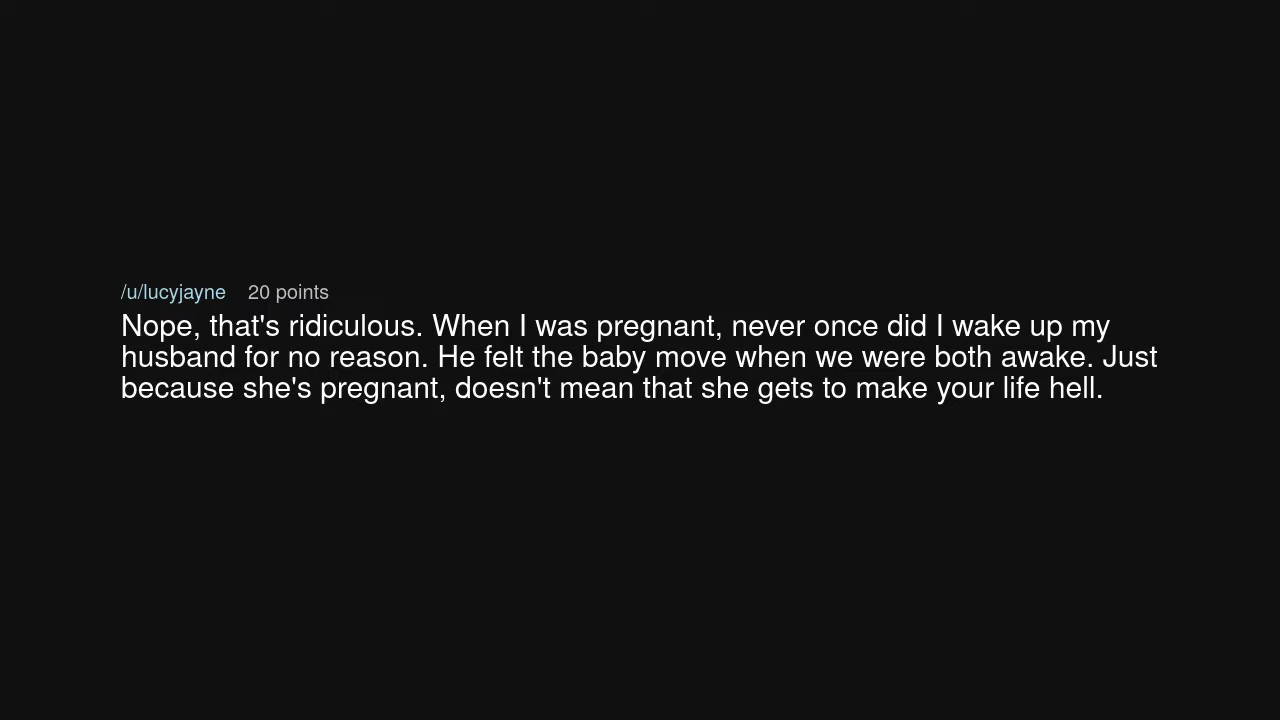 /u/lucyjayne 20 points
Nope, that's ridiculous. When I was pregnant, never once did I wake up my
husband for no reason. He felt the baby move when we were both awake. Just
because she's pregnant, doesn't mean that she gets to make your life hell.